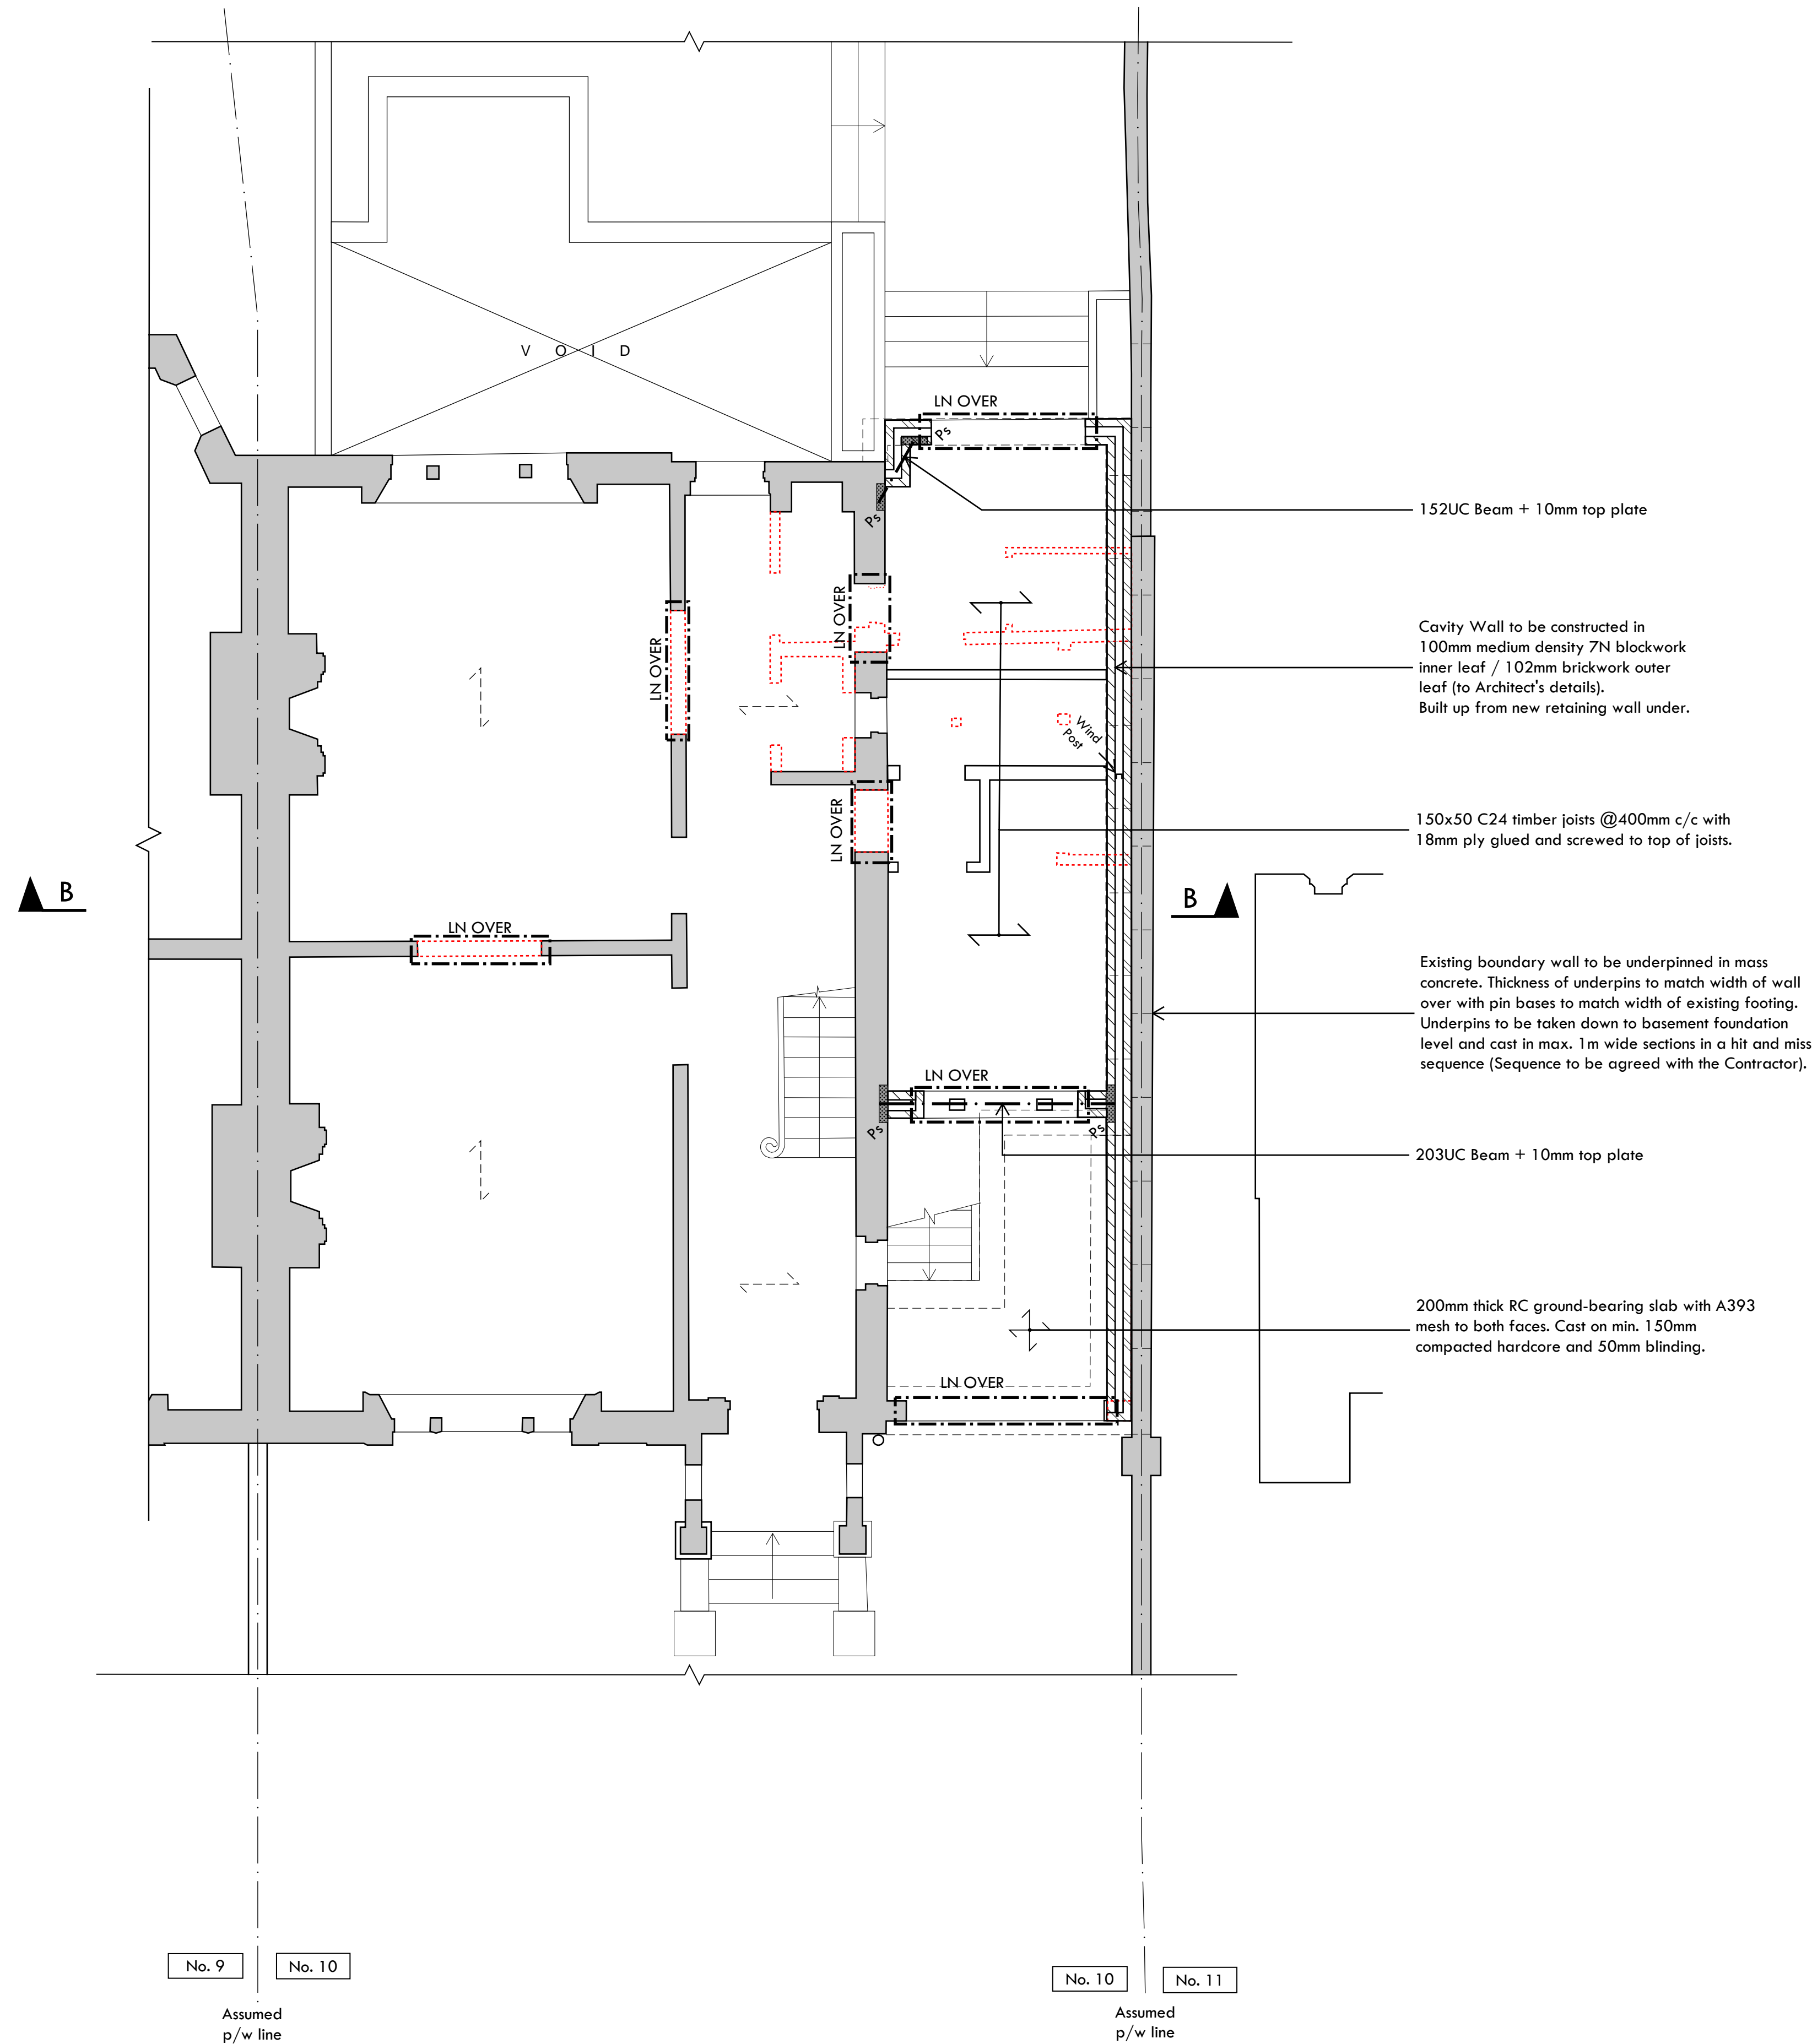 V O I D
LN OVER
Ps
Ps
152UC Beam + 10mm top plate
LN OVER
LN OVER
Cavity Wall to be constructed in
100mm medium density 7N blockwork
inner leaf / 102mm brickwork outer
leaf (to Architect's details).
Built up from new retaining wall under.
Wind
Post
LN OVER
150x50 C24 timber joists @400mm c/c with
18mm ply glued and screwed to top of joists.
B
B
LN OVER
Existing boundary wall to be underpinned in mass
concrete. Thickness of underpins to match width of wall
over with pin bases to match width of existing footing.
Underpins to be taken down to basement foundation
level and cast in max. 1m wide sections in a hit and miss
sequence (Sequence to be agreed with the Contractor).
LN OVER
Ps
Ps
203UC Beam + 10mm top plate
200mm thick RC ground-bearing slab with A393
mesh to both faces. Cast on min. 150mm
compacted hardcore and 50mm blinding.
LN OVER
No. 9
No. 10
Assumed
p/w line
No. 10
No. 11
Assumed
p/w line